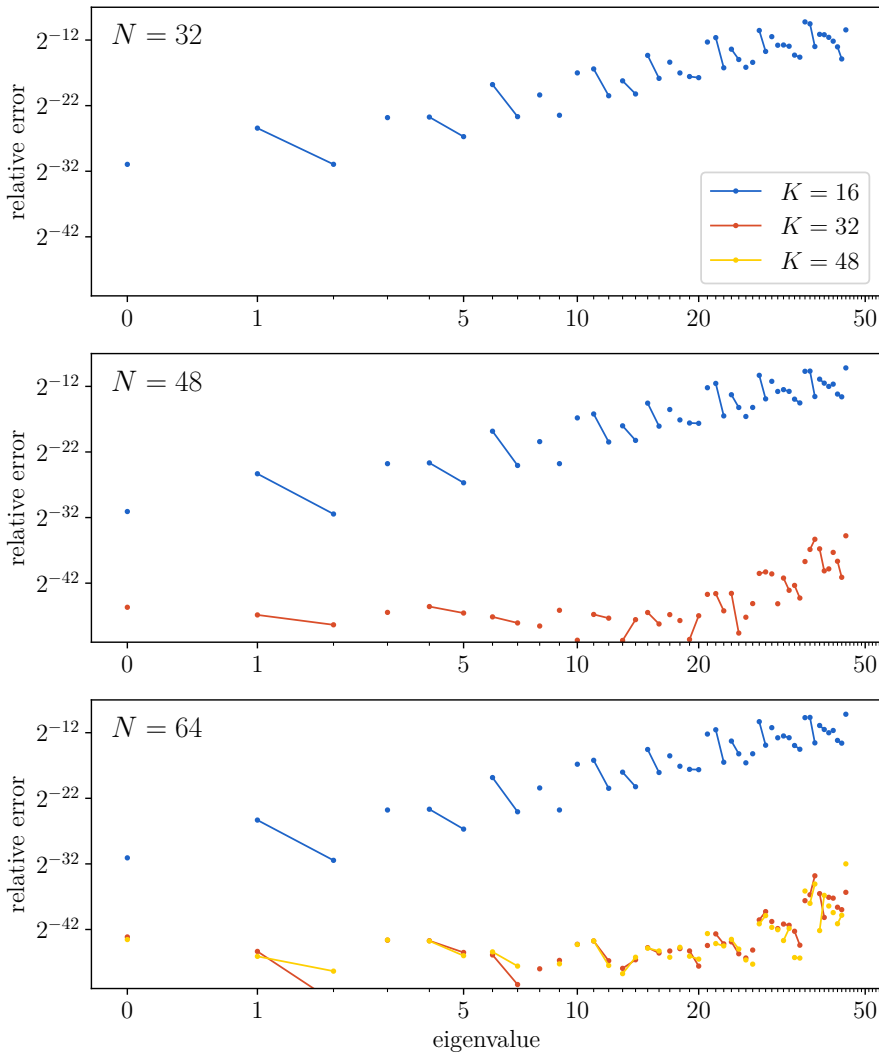 N = 32
relative error
2^{-12}
2^{-22}
2^{-32}
2^{-42}
K = 16
K = 32
K = 48
0 1 5 10 20 50
N = 48
relative error
2^{-12}
2^{-22}
2^{-32}
2^{-42}
0 1 5 10 20 50
N = 64
relative error
2^{-12}
2^{-22}
2^{-32}
2^{-42}
0 1 5 10 20 50
eigenvalue